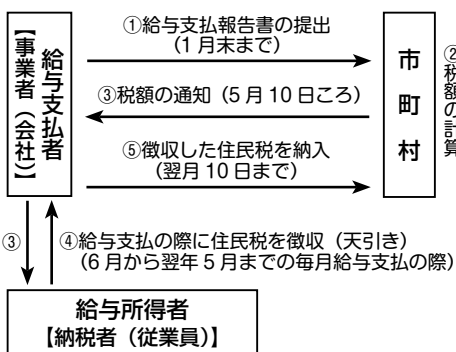 給与支払者
【事業者(会社)】
①給与支払報告書の提出
(1月末まで)
③税額の通知(5月10日ころ)
⑤徴収した住民税を納入
(翌月10日まで)
市町村
②税額の計算
③
④給与支払の際に住民税を徴収(天引き)
(6月から翌年5月までの毎月給与支払の際)
給与所得者
【納税者(従業員)】